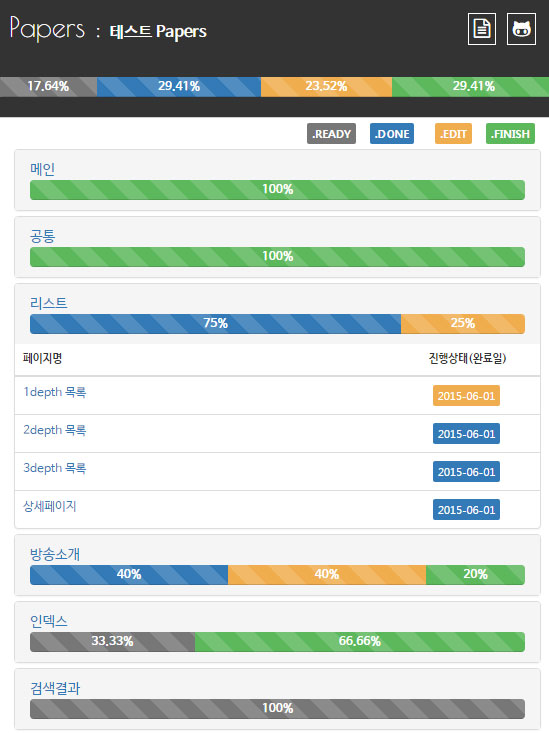 Papers : 테스트 Papers
17.64% 29.41% 23.52% 29.41%
.READY .DONE .EDIT .FINISH
메인
100%
공통
100%
리스트
75% 25%
페이지명 진행상태(완료일)
1depth 목록 2015-06-01
2depth 목록 2015-06-01
3depth 목록 2015-06-01
상세페이지 2015-06-01
방송소개
40% 40% 20%
인덱스
33.33% 66.66%
검색결과
100%